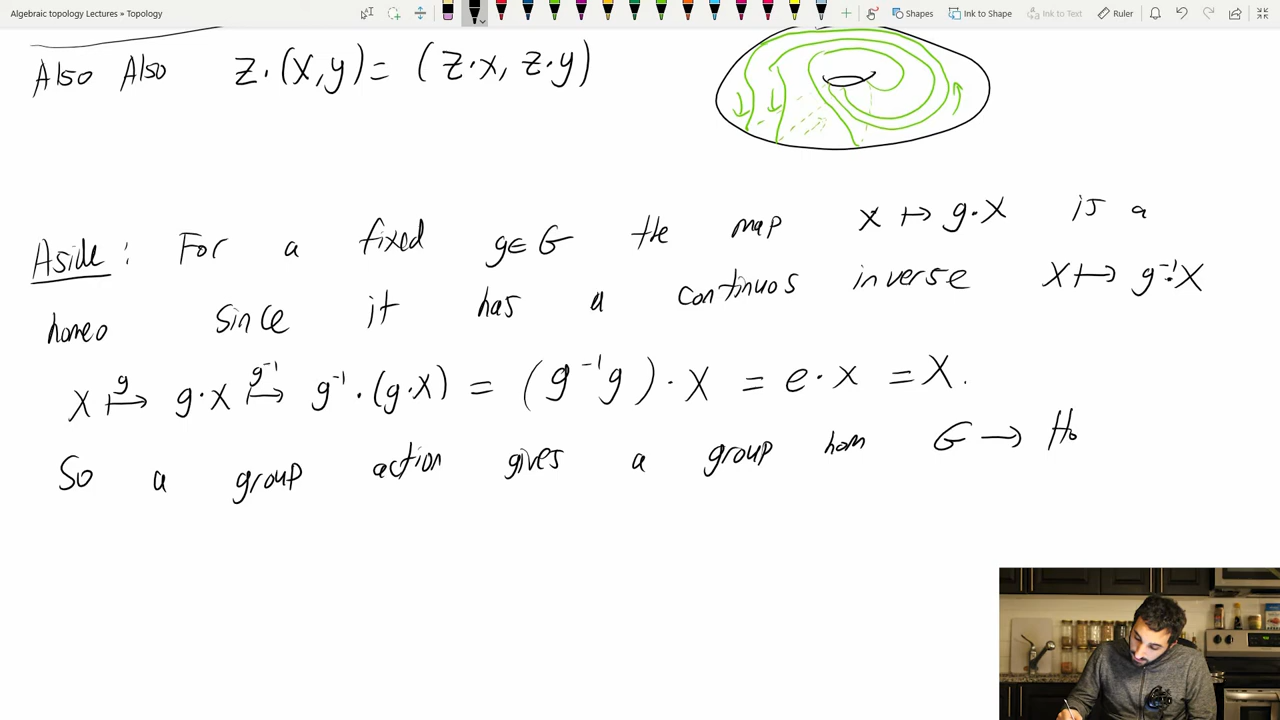 Algebraic topology Lectures – Topology
Shapes
Ink to Shape
Ink to Text
Ruler
Also Also z·(x,y) = (z·x, z·y)
Aside: For a fixed g∈G the map x ↦ g·x is a
homeo since it has a continuos inverse x ↦ g⁻¹·x
x ↦ᵍ g·x ↦ᵍ⁻¹ g⁻¹·(g·x) = (g⁻¹g)·x = e·x = x.
So a group action gives a group hom G → Ho